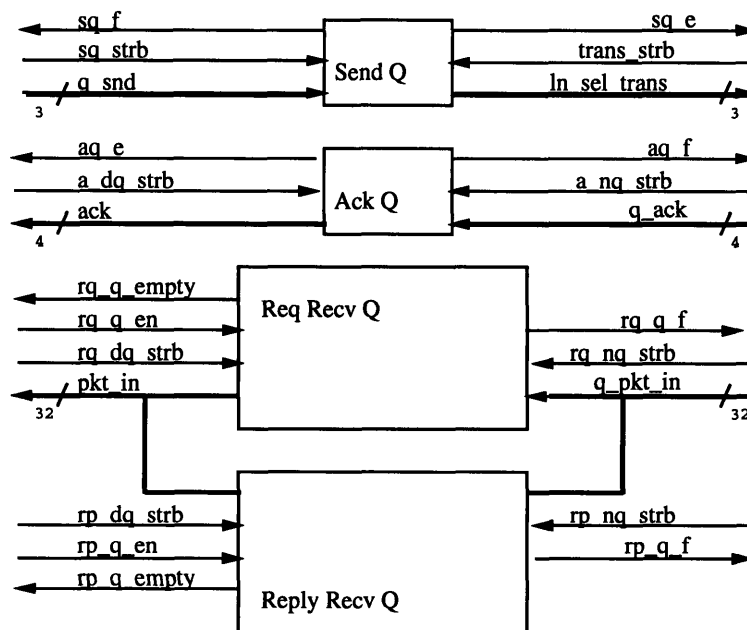 sq_f sq_e
sq_strb trans_strb
Send Q
q_snd ln_sel_trans
3 3
aq_e aq_f
a_dq_strb a_nq_strb
Ack Q
ack q_ack
4 4
rq_q_empty
Req Recv Q
rq_q_en rq_q_f
rq_dq_strb rq_nq_strb
pkt_in q_pkt_in
32 32
rp_dq_strb rp_nq_strb
rp_q_en rp_q_f
rp_q_empty
Reply Recv Q